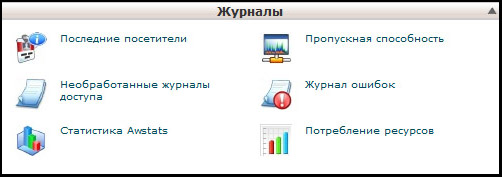 Журналы
Последние посетители
Пропускная способность
Необработанные журналы
доступа
Журнал ошибок
Статистика Awstats
Потребление ресурсов